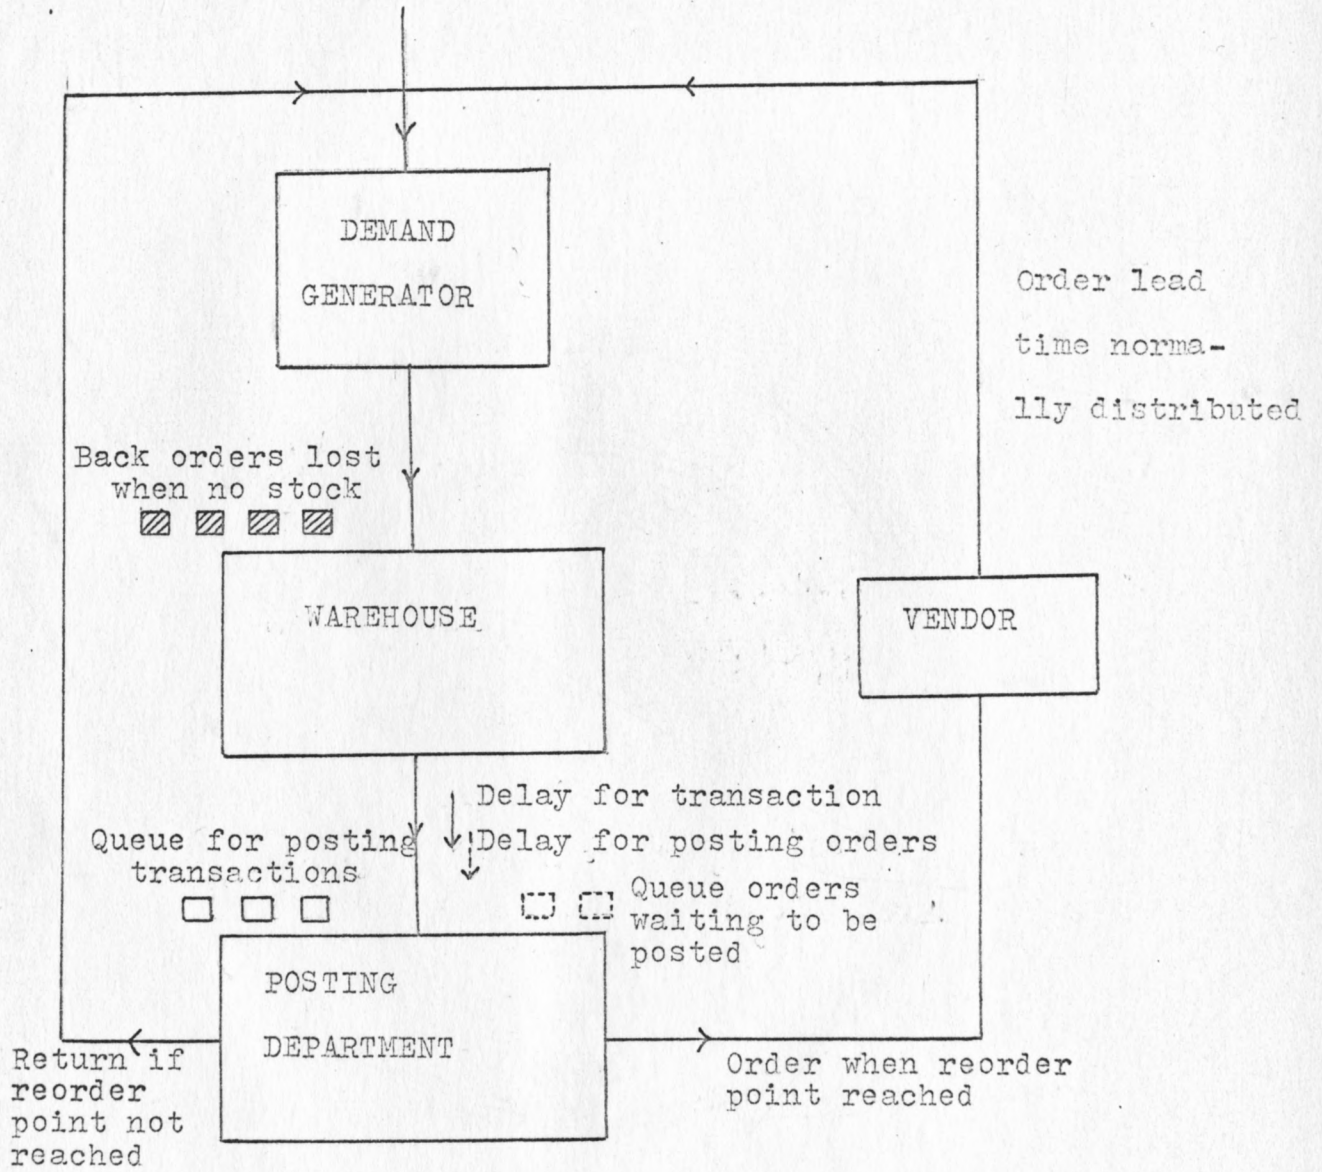 DEMAND
GENERATOR
Order lead
time norma-
lly distributed
Back orders lost
when no stock
WAREHOUSE
VENDOR
Delay for transaction
Queue for posting
Delay for posting orders
transactions
Queue orders
waiting to be
posted
POSTING
DEPARTMENT
Return if
reorder
point not
reached
Order when reorder
point reached